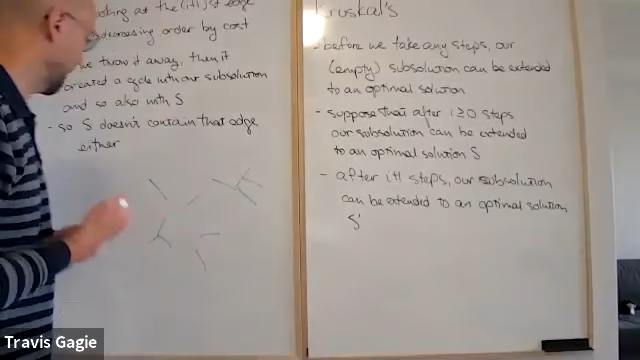 looking at the (i+1)st edge
by cost
we throw it away, then it
created a cycle with our subsolution
and so also with S
- so S doesn't contain that edge
either
Kruskal's
- before we take any steps, our
(empty) subsolution can be extended
to an optimal solution
- suppose that after i≥0 steps
our subsolution can be extended
to an optimal solution S
- after i+1 steps, our subsolution
can be extended to an optimal solution
S'
Travis Gagie